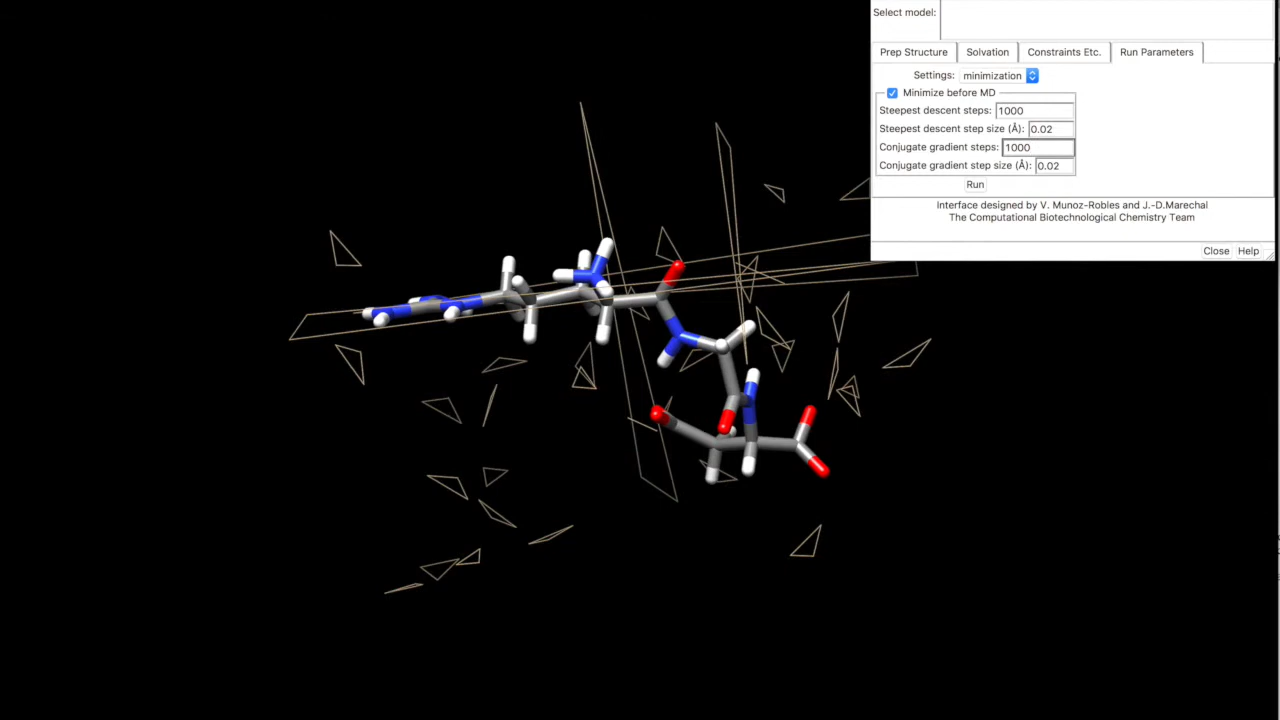 Select model:
Prep Structure Solvation Constraints Etc. Run Parameters
Settings: minimization
Minimize before MD
Steepest descent steps: 1000
Steepest descent step size (Å): 0.02
Conjugate gradient steps: 1000
Conjugate gradient step size (Å): 0.02
Run
Interface designed by V. Munoz-Robles and J.-D.Marechal
The Computational Biotechnological Chemistry Team
Close Help